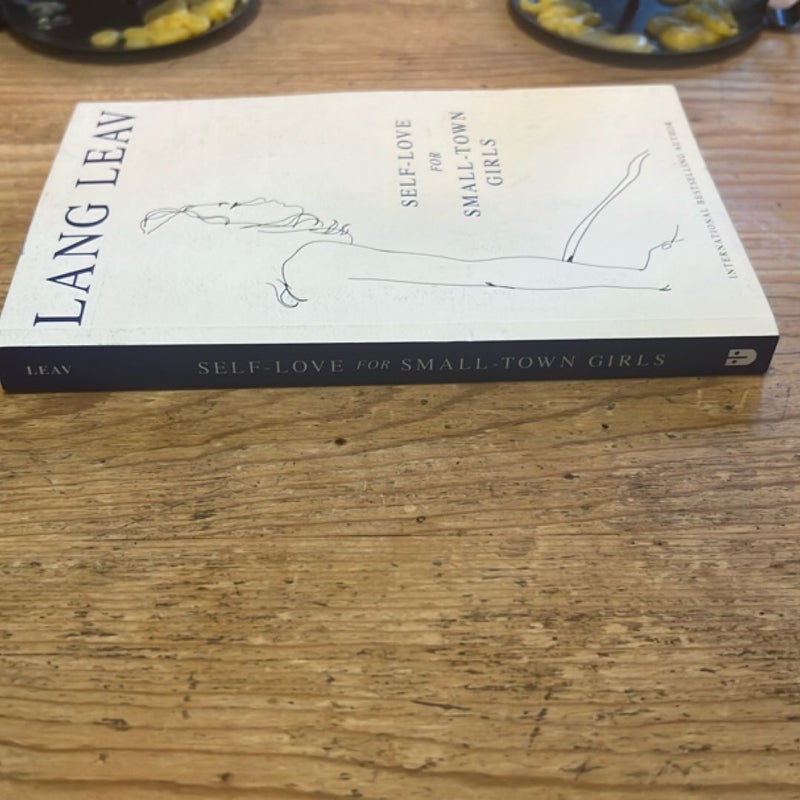 LANG LEAV
SELF-LOVE
FOR
SMALL-TOWN
GIRLS
INTERNATIONAL BESTSELLING AUTHOR
LEAV SELF-LOVE FOR SMALL-TOWN GIRLS